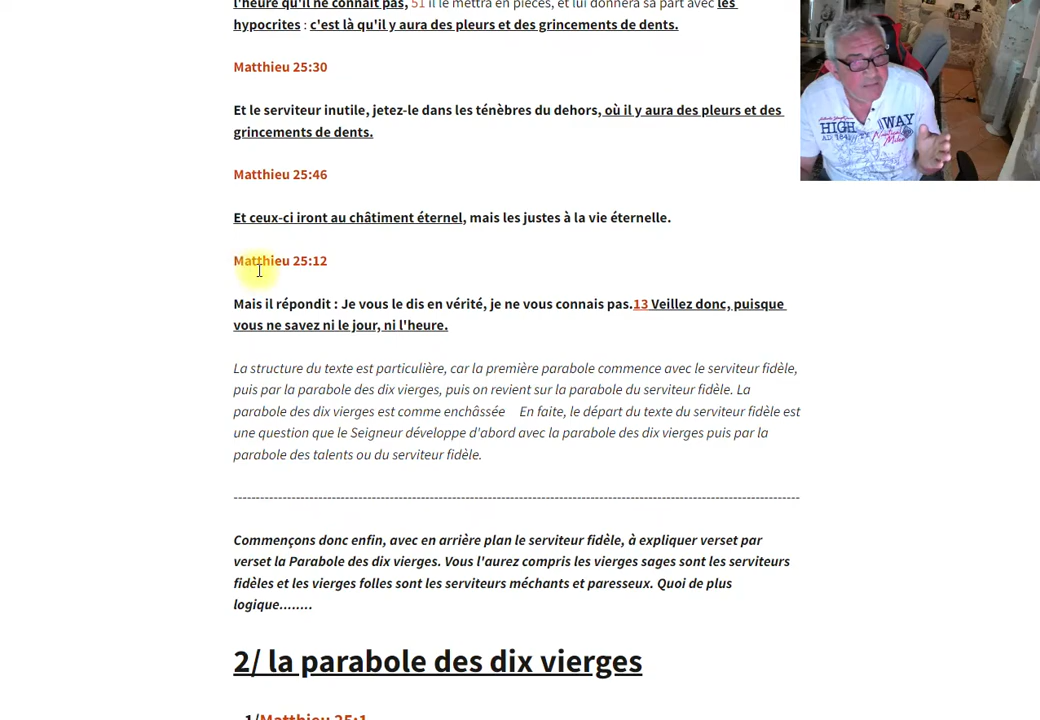 l'heure qu'il ne connaît pas, 51 il le mettra en pièces, et lui donnera sa part avec les
hypocrites : c'est là qu'il y aura des pleurs et des grincements de dents.
Matthieu 25:30
Et le serviteur inutile, jetez-le dans les ténèbres du dehors, où il y aura des pleurs et des
grincements de dents.
Matthieu 25:46
Et ceux-ci iront au châtiment éternel, mais les justes à la vie éternelle.
Matthieu 25:12
Mais il répondit : Je vous le dis en vérité, je ne vous connais pas.13 Veillez donc, puisque
vous ne savez ni le jour, ni l'heure.
La structure du texte est particulière, car la première parabole commence avec le serviteur fidèle,
puis par la parabole des dix vierges, puis on revient sur la parabole du serviteur fidèle. La
parabole des dix vierges est comme enchâssée    En faite, le départ du texte du serviteur fidèle est
une question que le Seigneur développe d'abord avec la parabole des dix vierges puis par la
parabole des talents ou du serviteur fidèle.
-----------------------------------------------------------------------------------------------------------------
Commençons donc enfin, avec en arrière plan le serviteur fidèle, à expliquer verset par
verset la Parabole des dix vierges. Vous l'aurez compris les vierges sages sont les serviteurs
fidèles et les vierges folles sont les serviteurs méchants et paresseux. Quoi de plus
logique........
2/ la parabole des dix vierges
1/Matthieu 25:1
HIGH WAY